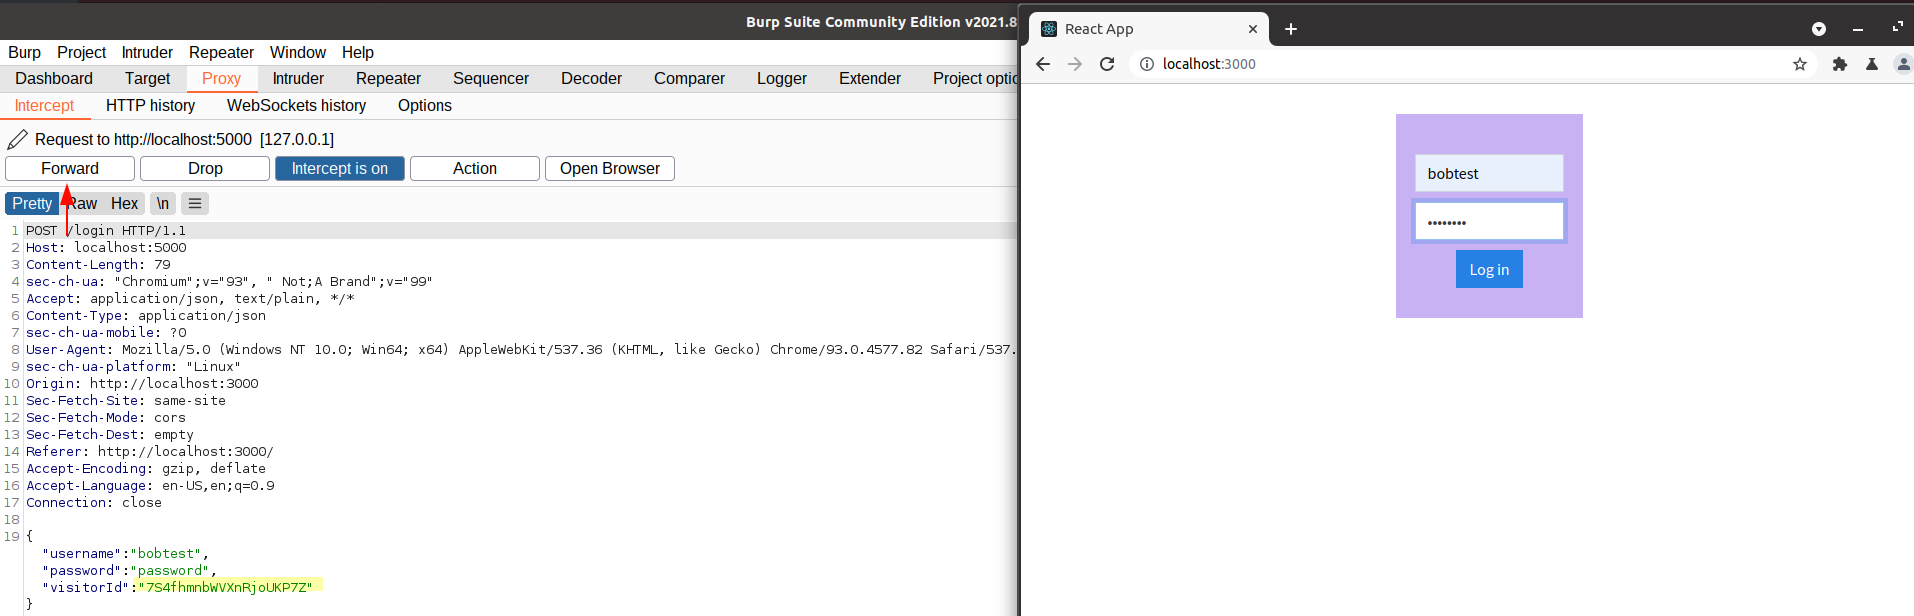 Burp Suite Community Edition v2021.8
Burp Project Intruder Repeater Window Help
Dashboard Target Proxy Intruder Repeater Sequencer Decoder Comparer Logger Extender Project optio
Intercept HTTP history WebSockets history Options
Request to http://localhost:5000 [127.0.0.1]
Forward Drop Intercept is on Action Open Browser
Pretty Raw Hex \n
1 POST /login HTTP/1.1
2 Host: localhost:5000
3 Content-Length: 79
4 sec-ch-ua: "Chromium";v="93", " Not;A Brand";v="99"
5 Accept: application/json, text/plain, */*
6 Content-Type: application/json
7 sec-ch-ua-mobile: ?0
8 User-Agent: Mozilla/5.0 (Windows NT 10.0; Win64; x64) AppleWebKit/537.36 (KHTML, like Gecko) Chrome/93.0.4577.82 Safari/537.
9 sec-ch-ua-platform: "Linux"
10 Origin: http://localhost:3000
11 Sec-Fetch-Site: same-site
12 Sec-Fetch-Mode: cors
13 Sec-Fetch-Dest: empty
14 Referer: http://localhost:3000/
15 Accept-Encoding: gzip, deflate
16 Accept-Language: en-US,en;q=0.9
17 Connection: close
18
19 {
"username":"bobtest",
"password":"password",
"visitorId":"7S4fhmnbWVXnRjoUKP7Z"
}
React App
localhost:3000
bobtest
••••••••
Log in